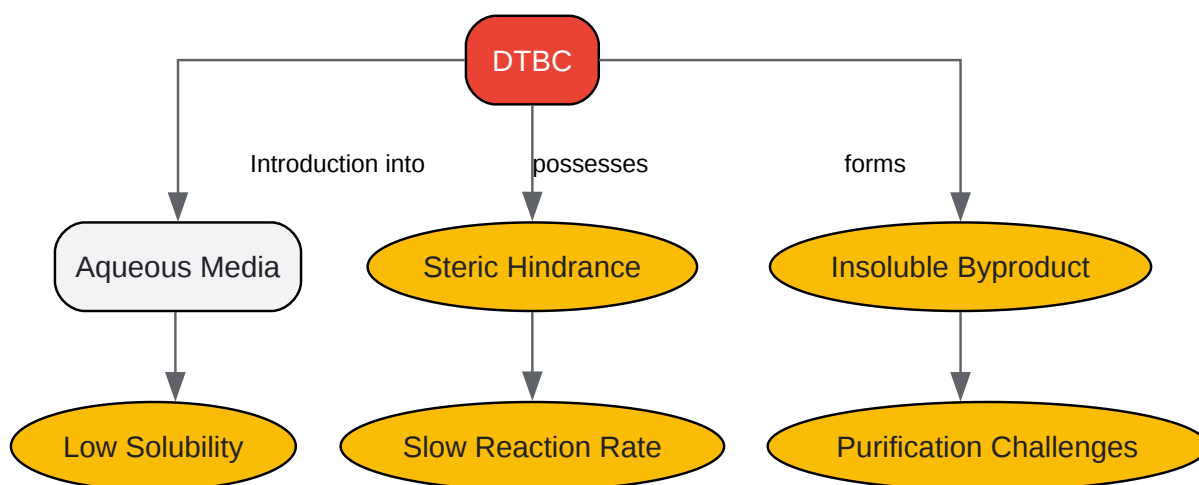 DTBC
Introduction into
possesses
forms
Aqueous Media
Steric Hindrance
Insoluble Byproduct
Low Solubility
Slow Reaction Rate
Purification Challenges